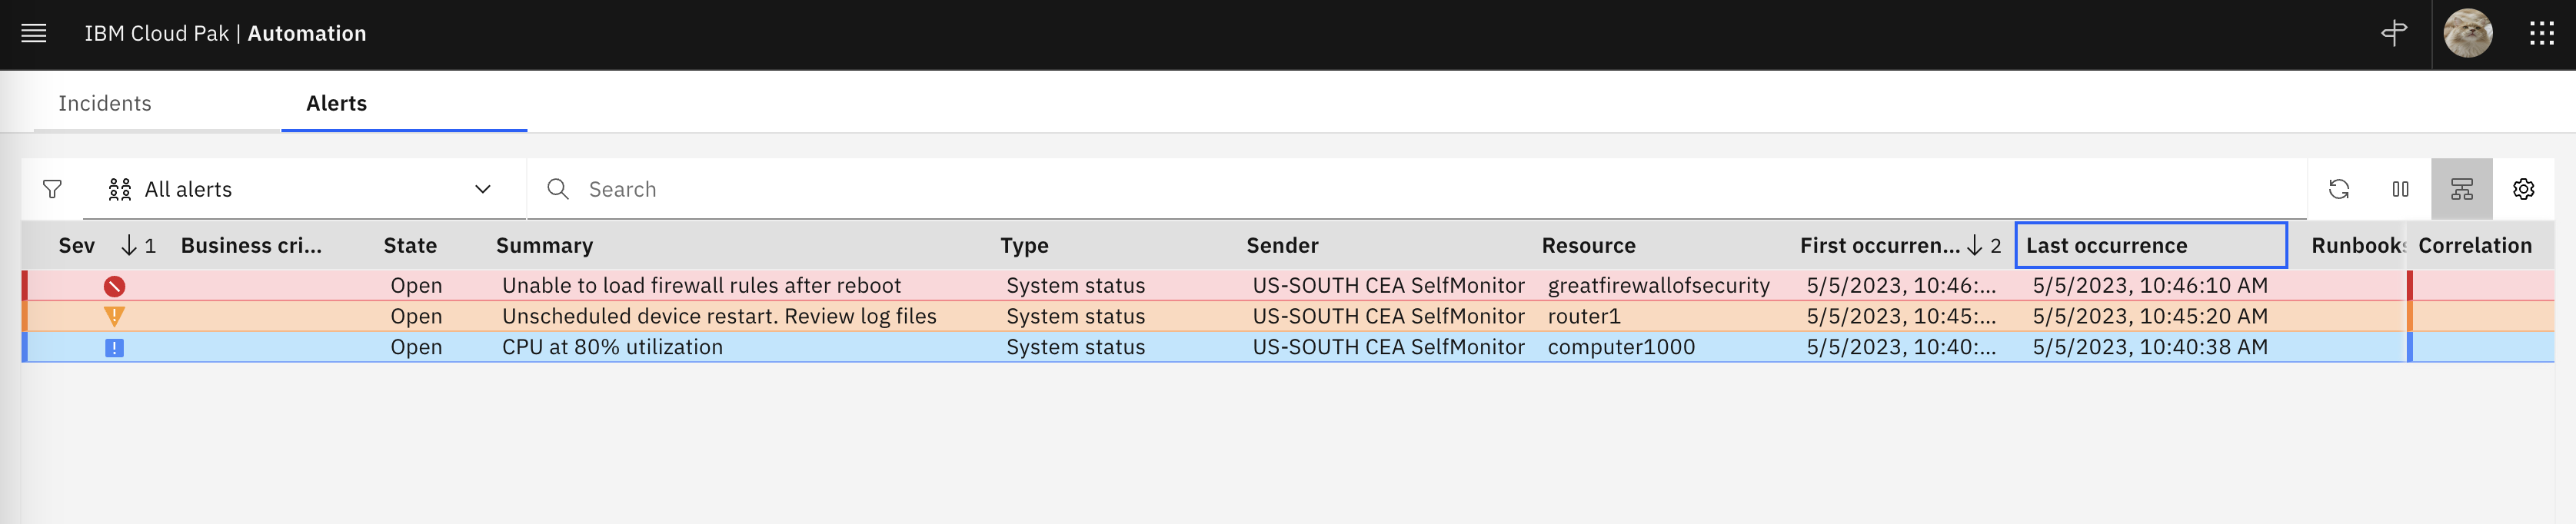 IBM Cloud Pak | Automation
Incidents Alerts
All alerts Search
Sev 1 Business cri... State Summary Type Sender Resource First occurren... 2 Last occurrence Runbooks Correlation
Open Unable to load firewall rules after reboot System status US-SOUTH CEA SelfMonitor greatfirewallofsecurity 5/5/2023, 10:46:... 5/5/2023, 10:46:10 AM
Open Unscheduled device restart. Review log files System status US-SOUTH CEA SelfMonitor router1 5/5/2023, 10:45:... 5/5/2023, 10:45:20 AM
Open CPU at 80% utilization System status US-SOUTH CEA SelfMonitor computer1000 5/5/2023, 10:40:... 5/5/2023, 10:40:38 AM